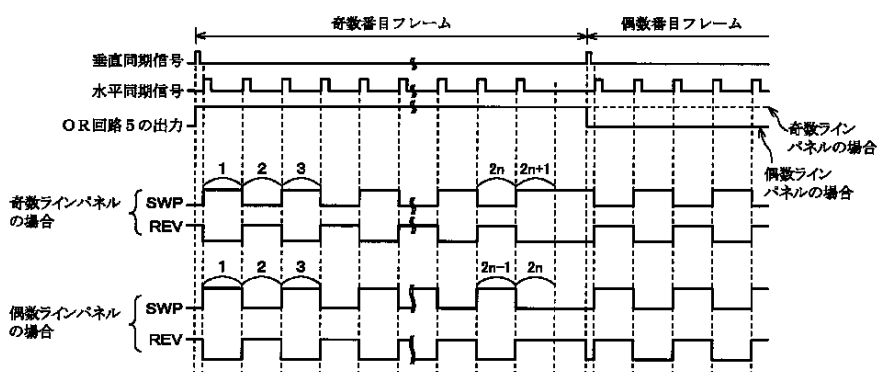 奇数番目フレーム
偶数番目フレーム
垂直同期信号
水平同期信号
OR回路5の出力
奇数ライン
パネルの場合
偶数ライン
パネルの場合
1 2 3 2n 2n+1
奇数ラインパネル
の場合
SWP
REV
1 2 3 2n-1 2n
偶数ラインパネル
の場合
SWP
REV